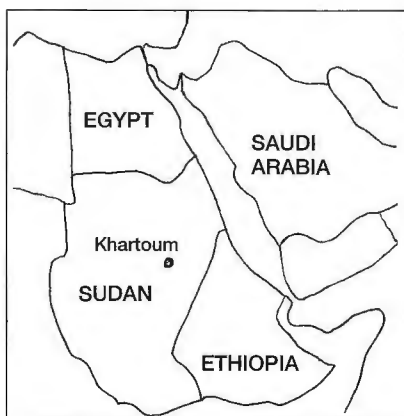 EGYPT
SAUDI
ARABIA
Khartoum
SUDAN
ETHIOPIA